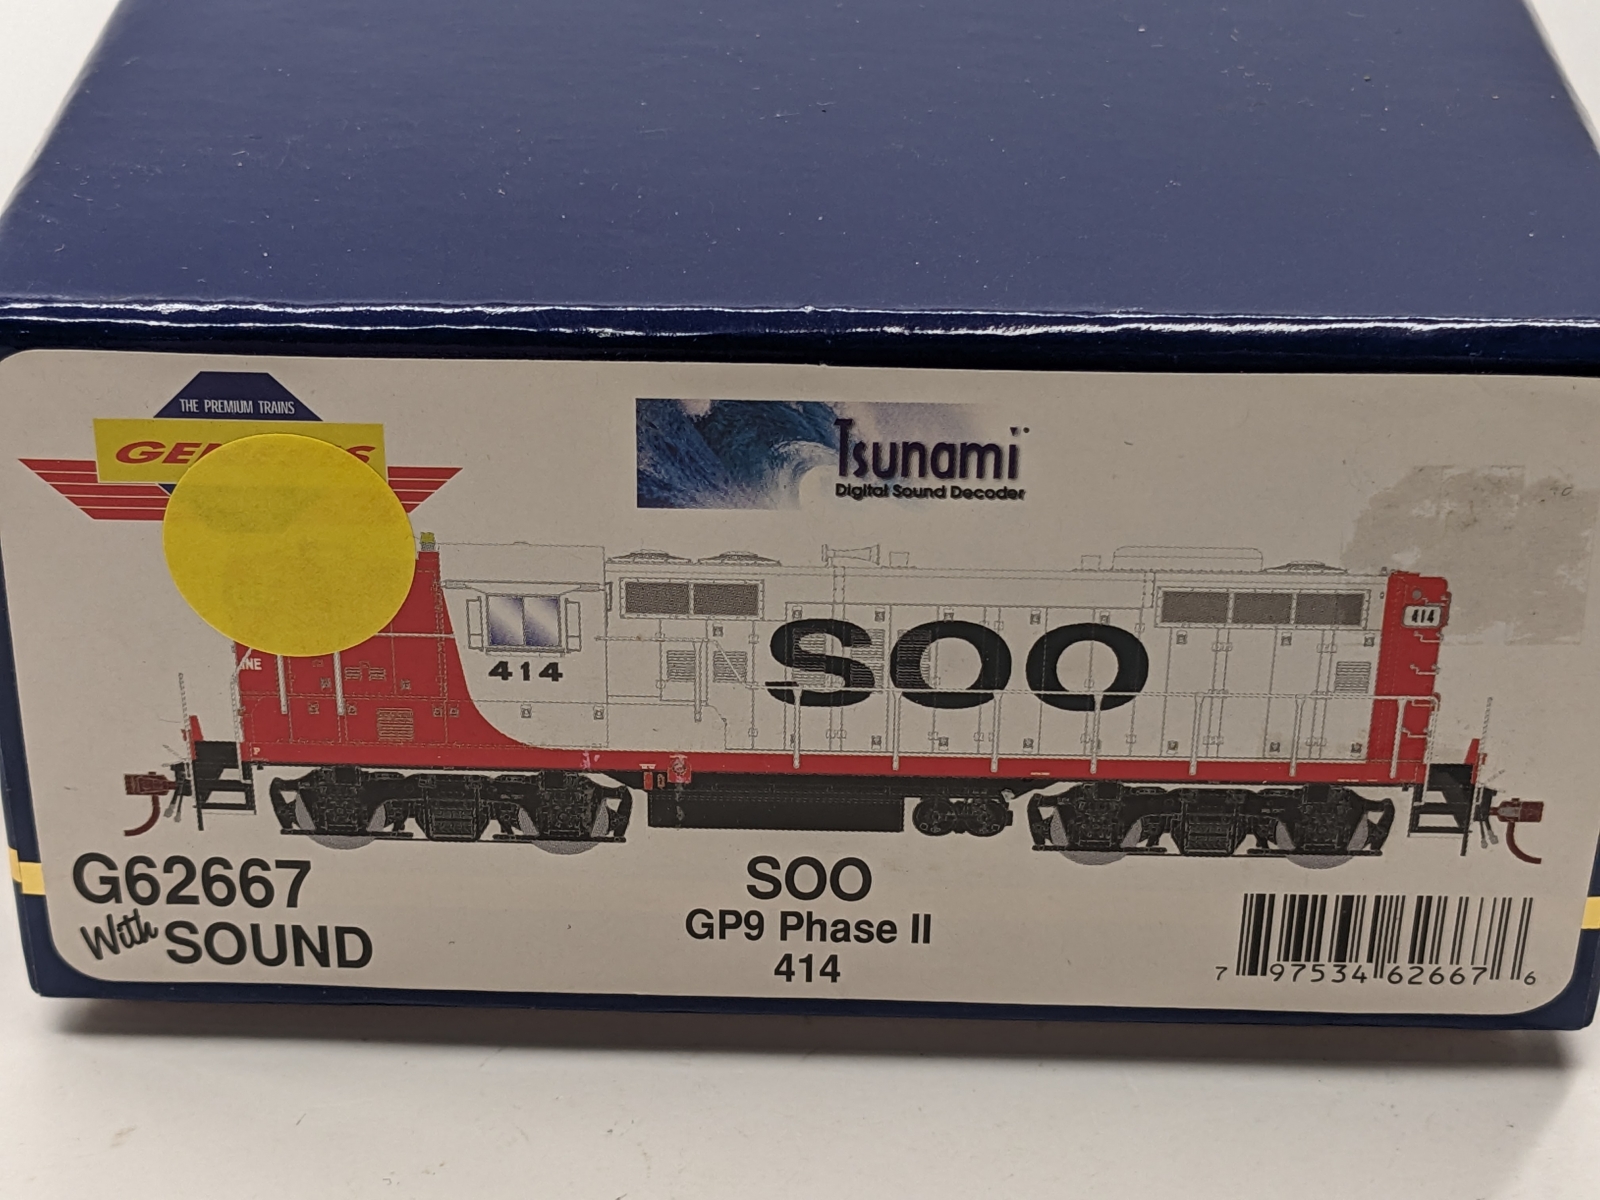 THE PREMIUM TRAINS
Tsunami
Digital Sound Decoder
414
414
SOO
G62667
With SOUND
SOO
GP9 Phase II
414
7 97534 62667 6